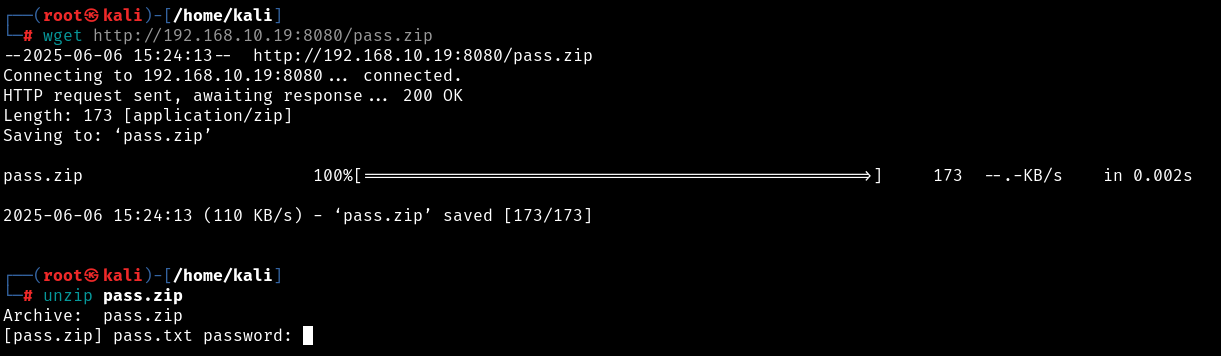 ┌──(root㉿kali)-[/home/kali]
└─# wget http://192.168.10.19:8080/pass.zip
--2025-06-06 15:24:13--  http://192.168.10.19:8080/pass.zip
Connecting to 192.168.10.19:8080... connected.
HTTP request sent, awaiting response... 200 OK
Length: 173 [application/zip]
Saving to: ‘pass.zip’
pass.zip 100%[===================================================>] 173 --.-KB/s in 0.002s
2025-06-06 15:24:13 (110 KB/s) - ‘pass.zip’ saved [173/173]
┌──(root㉿kali)-[/home/kali]
└─# unzip pass.zip
Archive:  pass.zip
[pass.zip] pass.txt password: